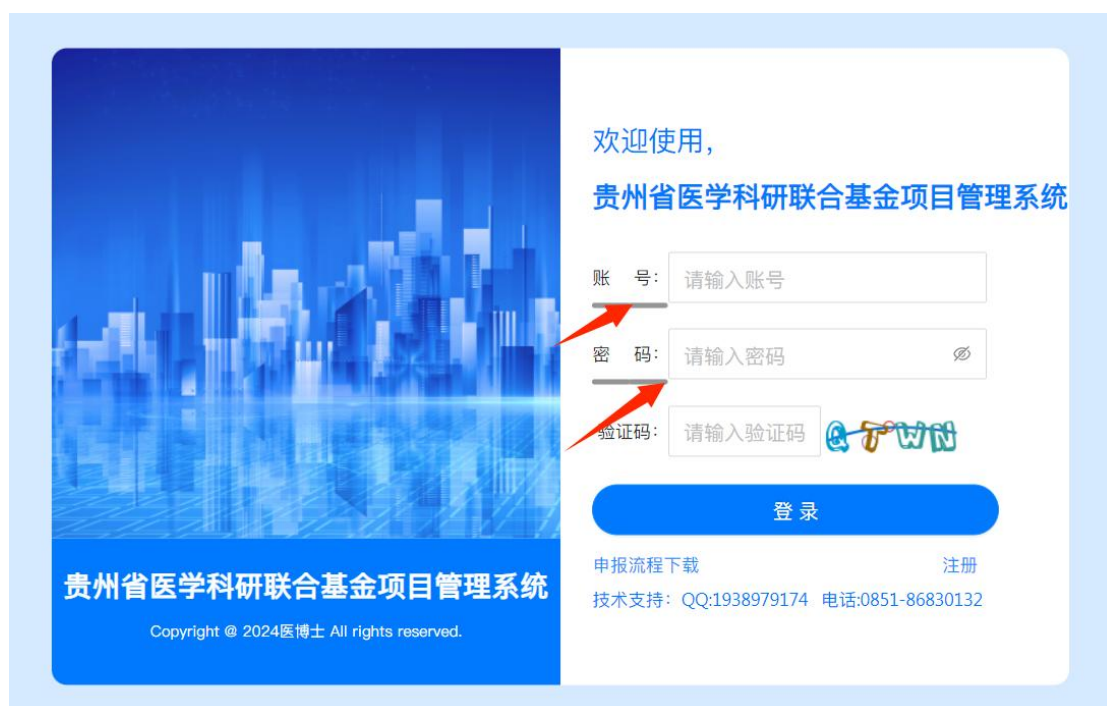 欢迎使用,
贵州省医学科研联合基金项目管理系统
账 号: 请输入账号
密 码: 请输入密码
验证码: 请输入验证码 QTWN
登 录
申报流程下载 注册
技术支持: QQ:1938979174 电话:0851-86830132
贵州省医学科研联合基金项目管理系统
Copyright @ 2024医博士 All rights reserved.